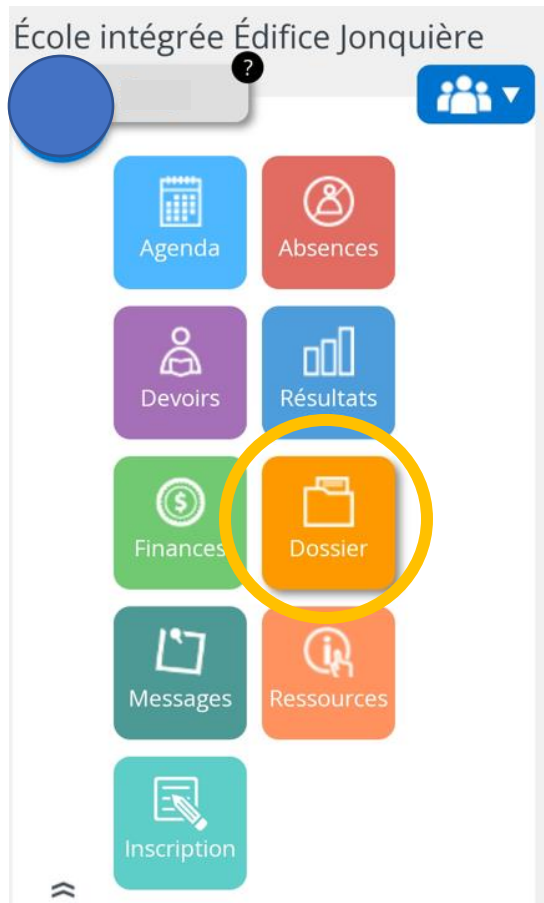 École intégrée Édifice Jonquière
?
Agenda
Absences
Devoirs
Résultats
Finances
Dossier
Messages
Ressources
Inscription